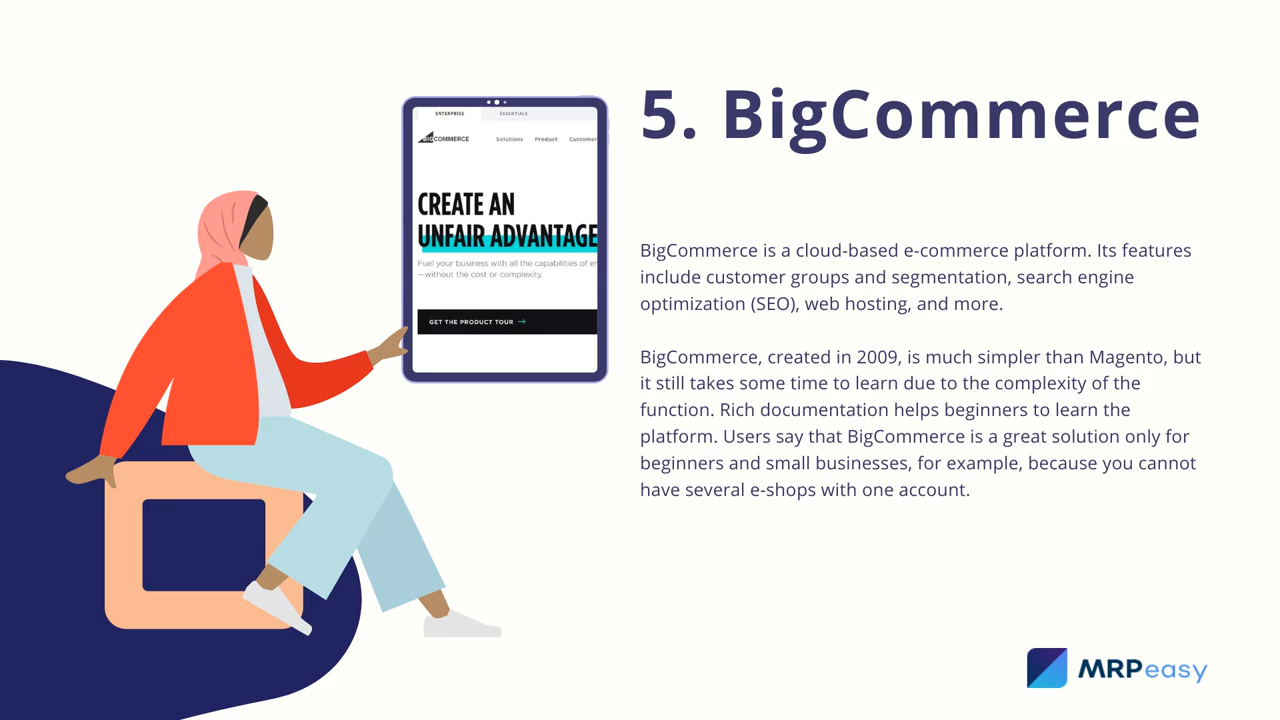 5. BigCommerce
ENTERPRISE ESSENTIALS
BIGCOMMERCE Solutions Product Customer
CREATE AN
UNFAIR ADVANTAGE
Fuel your business with all the capabilities of en
—without the cost or complexity.
GET THE PRODUCT TOUR →
BigCommerce is a cloud-based e-commerce platform. Its features
include customer groups and segmentation, search engine
optimization (SEO), web hosting, and more.
BigCommerce, created in 2009, is much simpler than Magento, but
it still takes some time to learn due to the complexity of the
function. Rich documentation helps beginners to learn the
platform. Users say that BigCommerce is a great solution only for
beginners and small businesses, for example, because you cannot
have several e-shops with one account.
MRPeasy